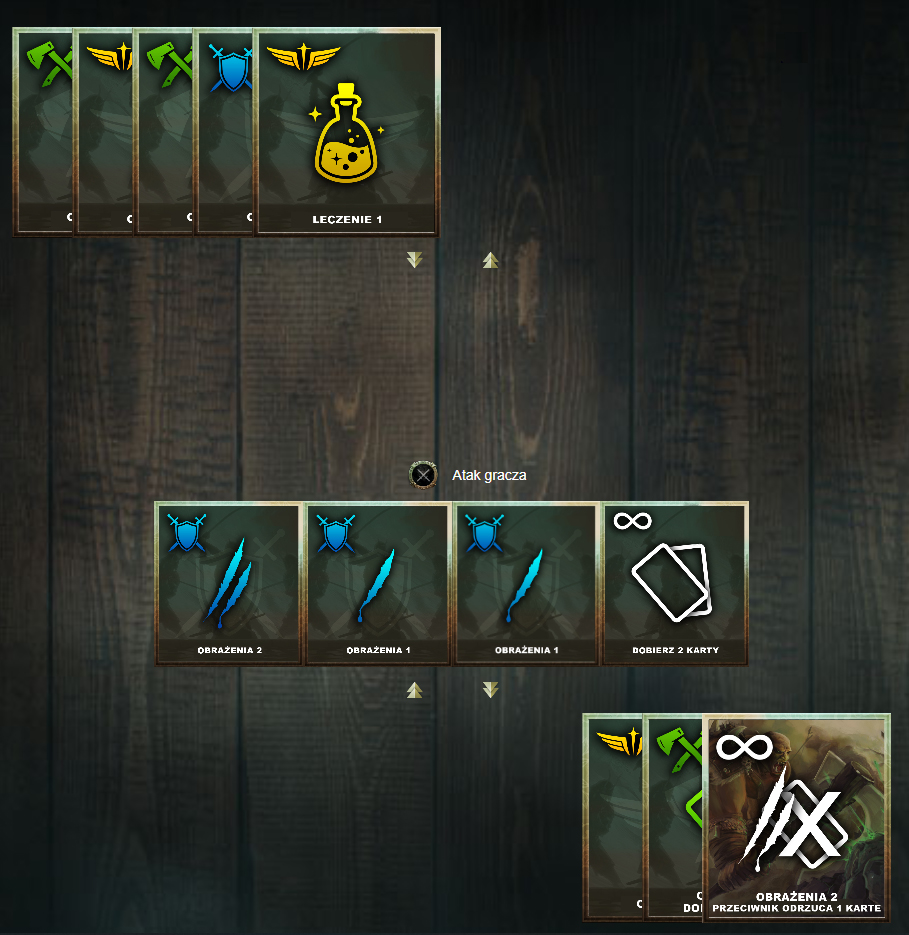 LECZENIE 1
Atak gracza
OBRAŻENIA 2
OBRAŻENIA 1
OBRAŻENIA 1
DOBIERZ 2 KARTY
OBRAŻENIA 2
PRZECIWNIK ODRZUCA 1 KARTE